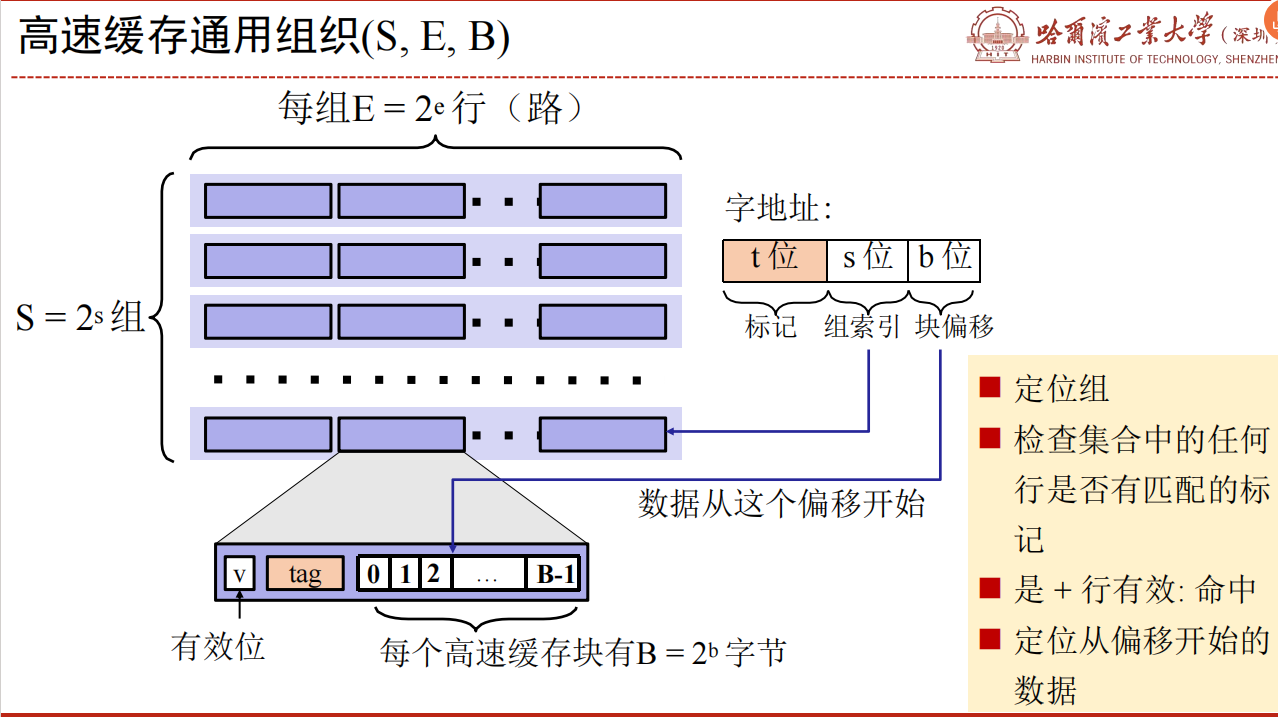 高速缓存通用组织(S, E, B)
哈爾濱工業大學（深圳
HARBIN INSTITUTE OF TECHNOLOGY, SHENZHEN
HIT
每组E = 2e 行（路）
S = 2s 组
字地址:
t 位 s 位 b 位
标记 组索引 块偏移
数据从这个偏移开始
v tag 0 1 2 … B-1
有效位
每个高速缓存块有B = 2b 字节
定位组
检查集合中的任何
行是否有匹配的标
记
是 + 行有效: 命中
定位从偏移开始的
数据